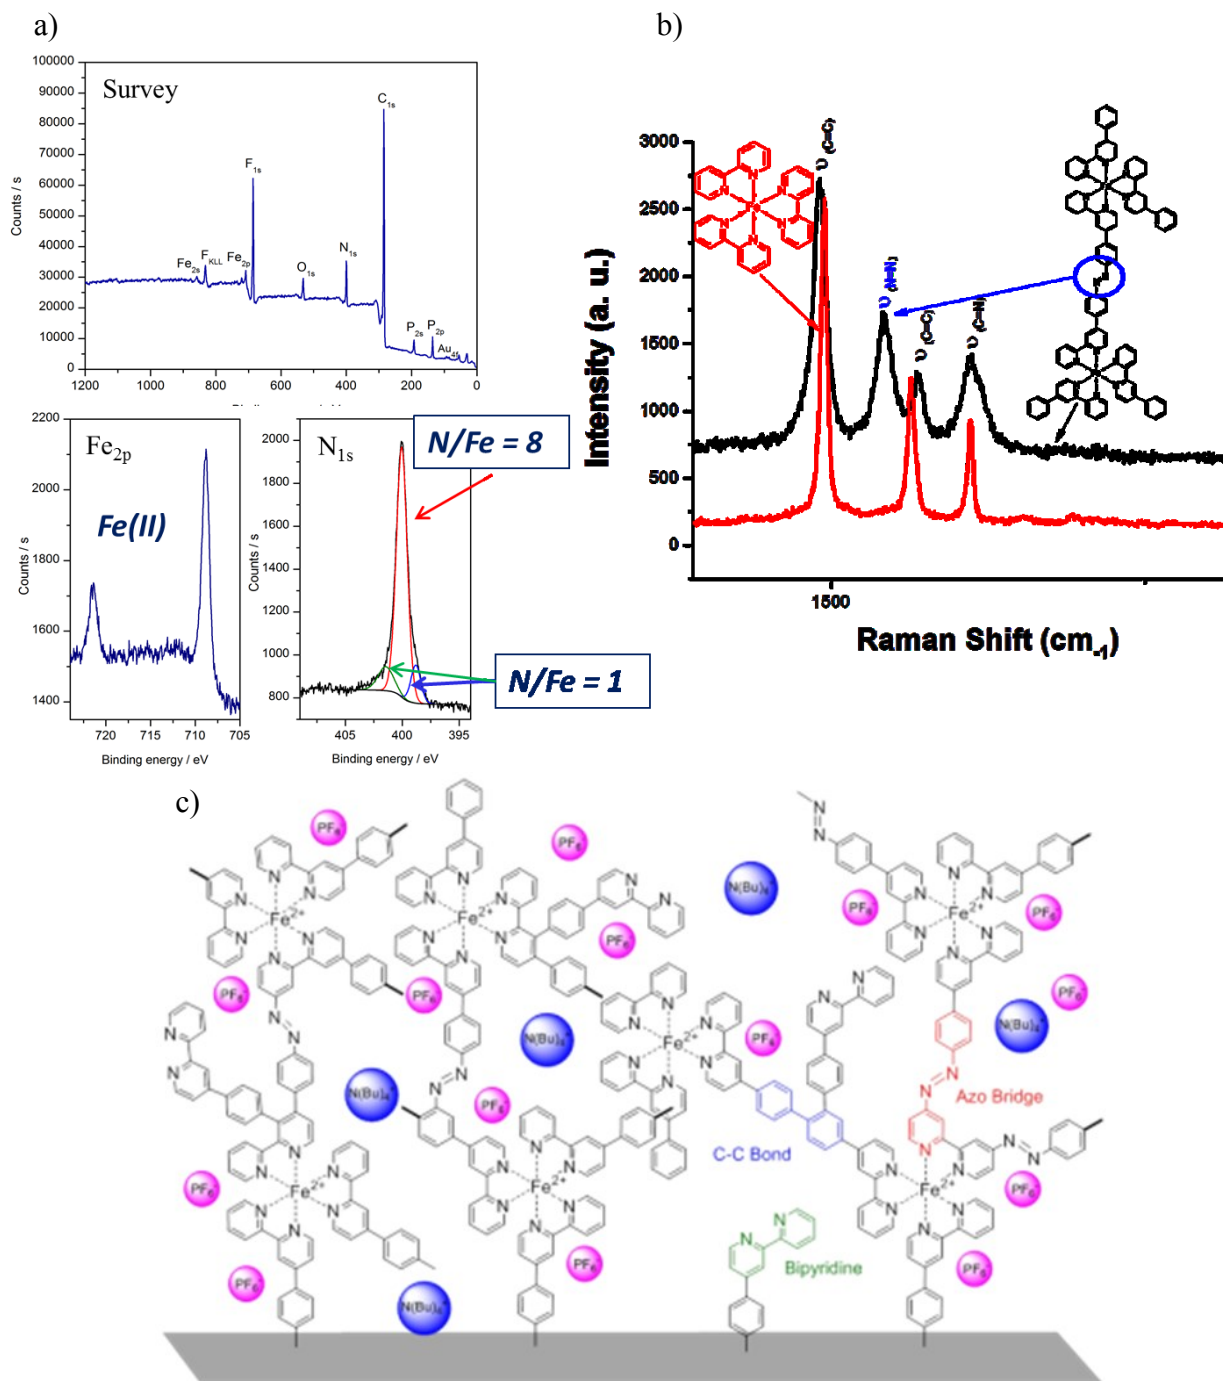 a)
Survey
Counts / s
100000
90000
80000
70000
60000
50000
40000
30000
20000
10000
0
1200
1000
800
600
400
200
0
Fe2s
FKLL
Fe2p
F1s
O1s
N1s
C1s
P2s
P2p
Au4f
Fe2p
Fe(II)
Counts / s
2200
2000
1800
1600
1400
720
715
710
705
Binding energy / eV
N1s
N/Fe = 8
N/Fe = 1
Counts / s
2000
1800
1600
1400
1200
1000
800
405
400
395
Binding energy / eV
b)
Intensity (a. u.)
3000
2500
2000
1500
1000
500
0
1500
Raman Shift (cm-1)
υ(C=C)
υ(N=N)
υ(C=C)
υ(C=N)
c)
PF6-
N(Bu)4+
Fe2+
N
Azo Bridge
C-C Bond
Bipyridine